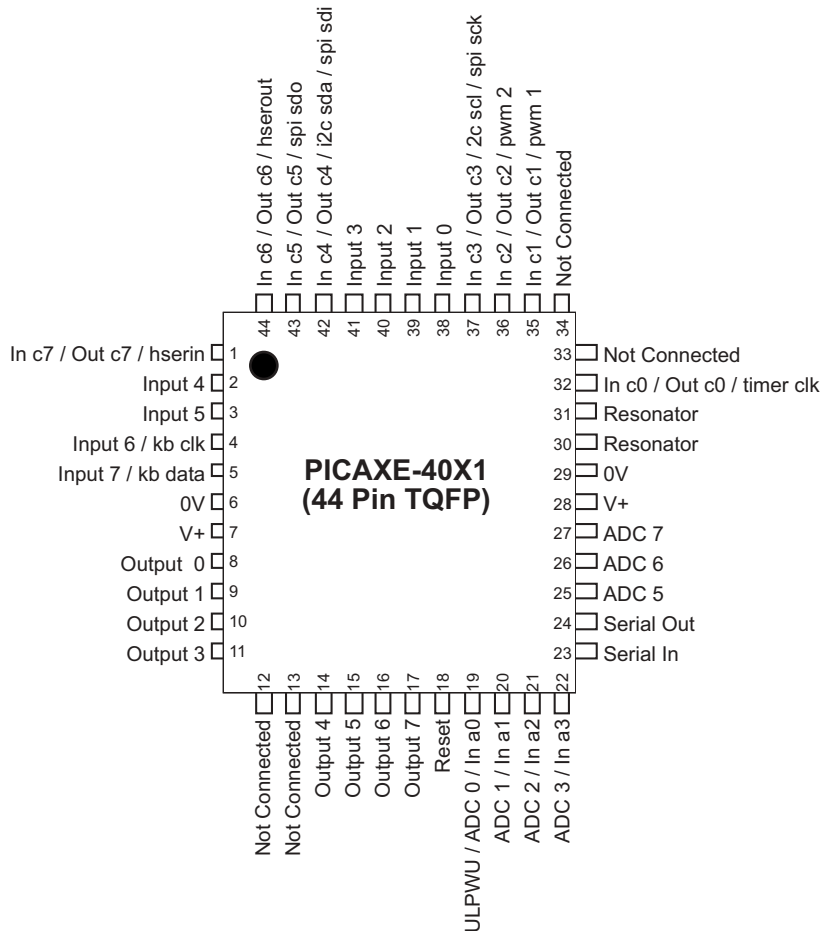 In c6 / Out c6 / hserout
In c5 / Out c5 / spi sdo
In c4 / Out c4 / i2c sda / spi sdi
Input 3
Input 2
Input 1
Input 0
In c3 / Out c3 / 2c scl / spi sck
In c2 / Out c2 / pwm 2
In c1 / Out c1 / pwm 1
Not Connected
44
43
42
41
40
39
38
37
36
35
34
In c7 / Out c7 / hserin 1
Input 4 2
Input 5 3
Input 6 / kb clk 4
Input 7 / kb data 5
0V 6
V+ 7
Output 0 8
Output 1 9
Output 2 10
Output 3 11
PICAXE-40X1
(44 Pin TQFP)
33 Not Connected
32 In c0 / Out c0 / timer clk
31 Resonator
30 Resonator
29 0V
28 V+
27 ADC 7
26 ADC 6
25 ADC 5
24 Serial Out
23 Serial In
12
13
14
15
16
17
18
19
20
21
22
Not Connected
Not Connected
Output 4
Output 5
Output 6
Output 7
Reset
ULPWU / ADC 0 / In a0
ADC 1 / In a1
ADC 2 / In a2
ADC 3 / In a3